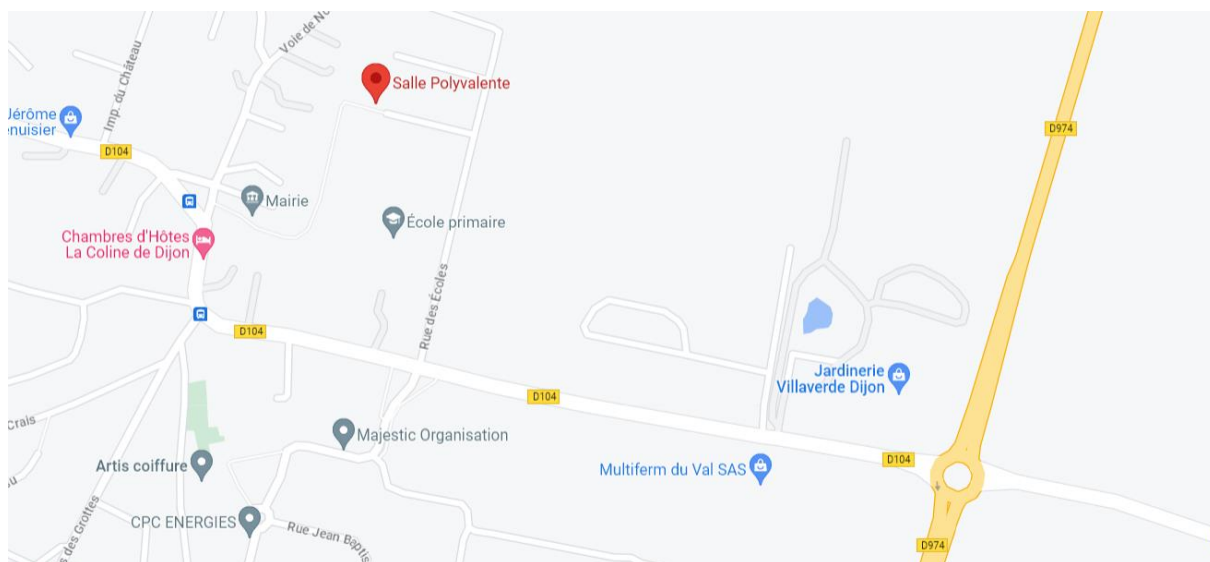 Voie de No
Imp. du Château
Salle Polyvalente
Jérôme
enuisier
D104
D974
Mairie
École primaire
Chambres d'Hôtes
La Coline de Dijon
Rue des Écoles
D104
D104
Jardinerie
Villaverde Dijon
Crais
Majestic Organisation
Artis coiffure
Multiferm du Val SAS
D104
CPC ENERGIES
Rue Jean Baptis
s des Grottes
D974